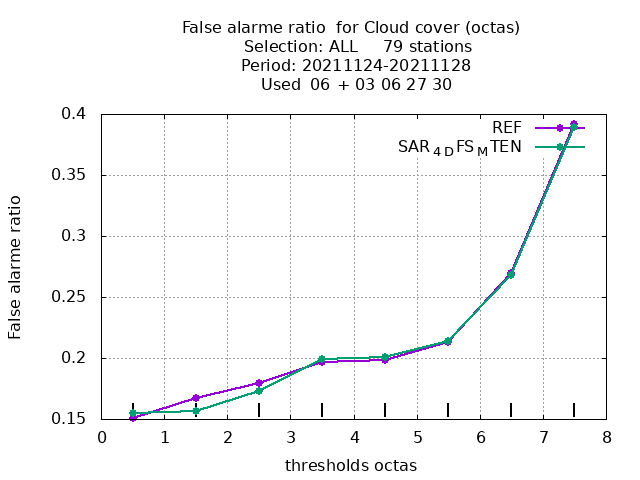 False alarme ratio  for Cloud cover (octas)
Selection: ALL     79 stations
Period: 20211124-20211128
Used  06  + 03 06 27 30
0.4
REF
SAR4DFSMTEN
0.35
0.3
0.25
0.2
0.15
False alarme ratio
0 1 2 3 4 5 6 7 8
thresholds octas